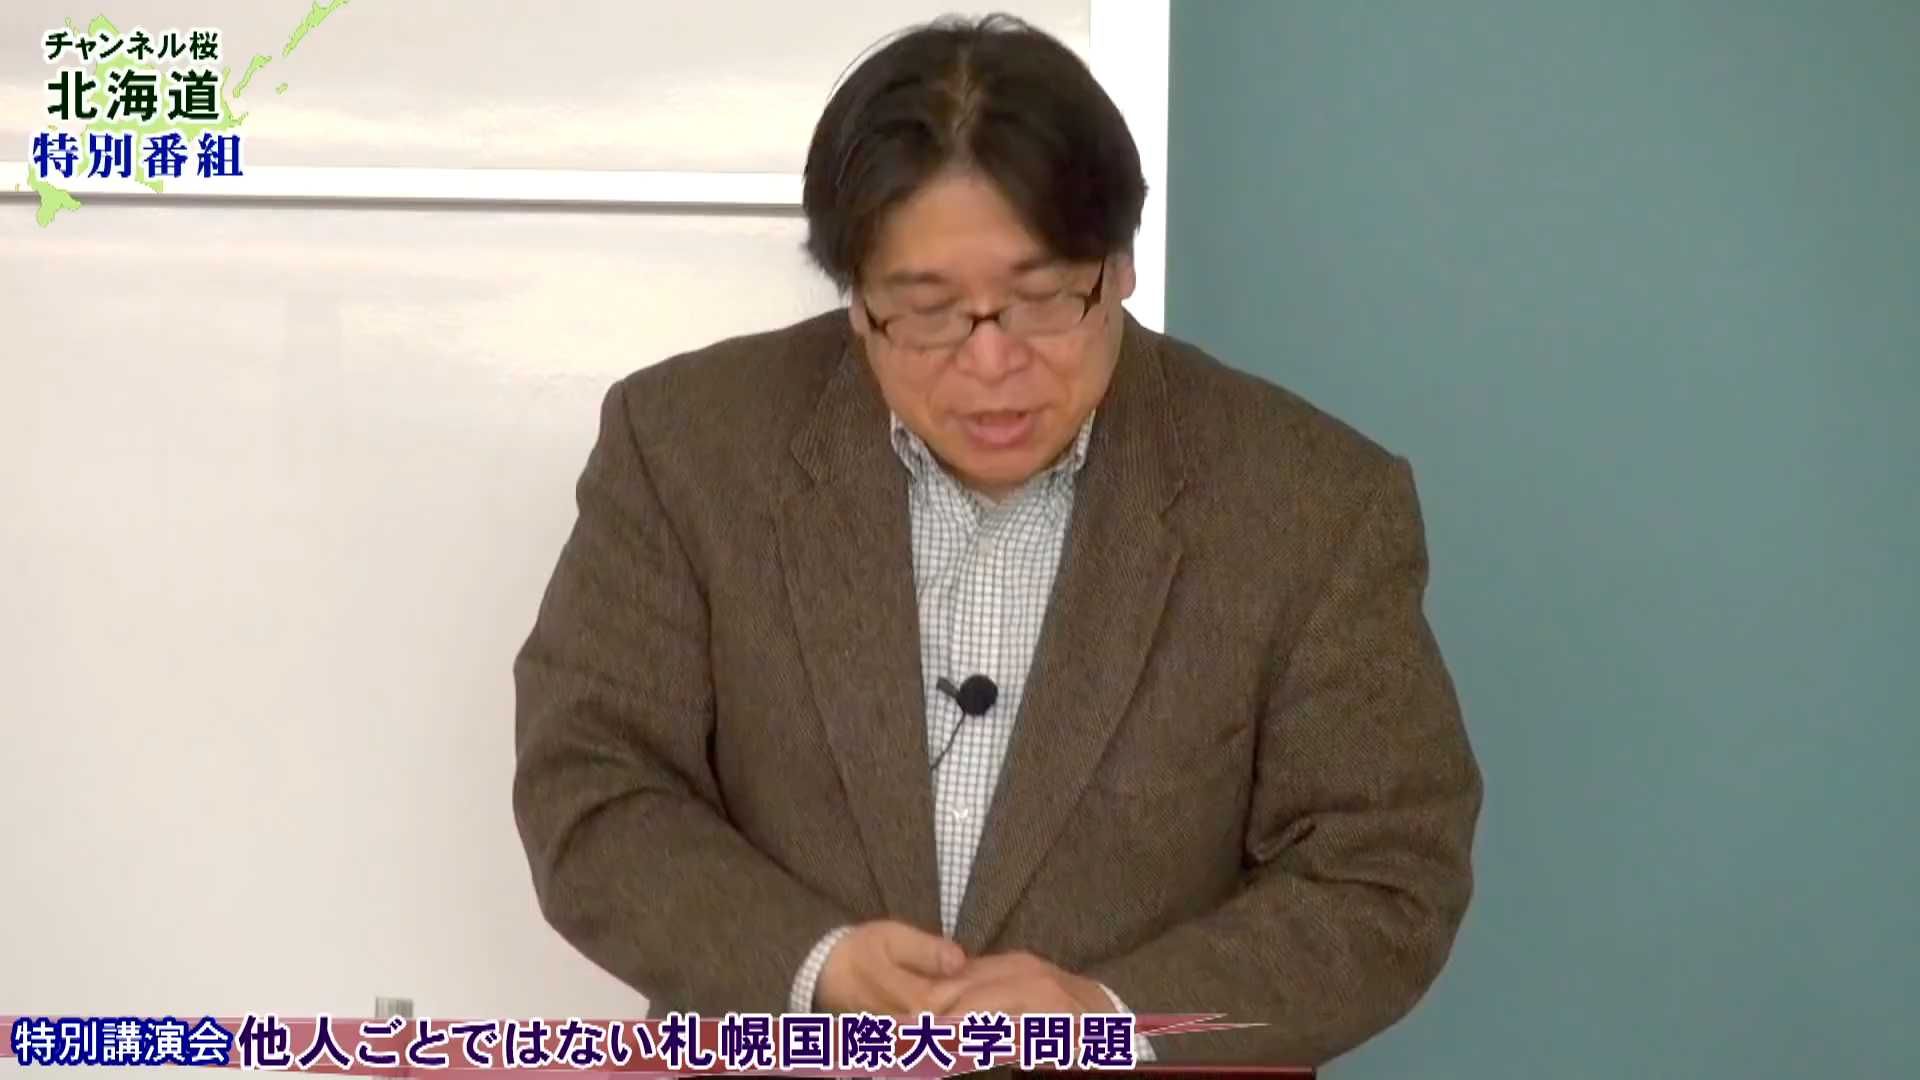 チャンネル桜
北海道
特別番組
特別講演会 他人ごとではない札幌国際大学問題